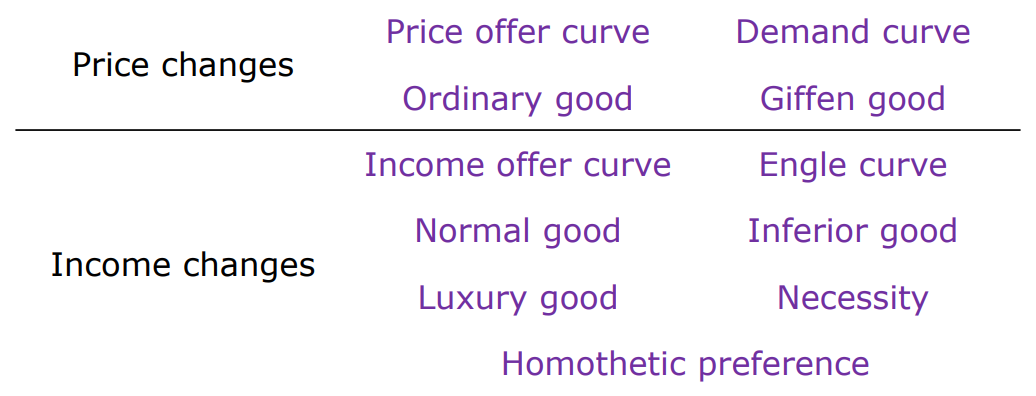 Price changes
Price offer curve Demand curve
Ordinary good Giffen good
Income changes
Income offer curve Engle curve
Normal good Inferior good
Luxury good Necessity
Homothetic preference